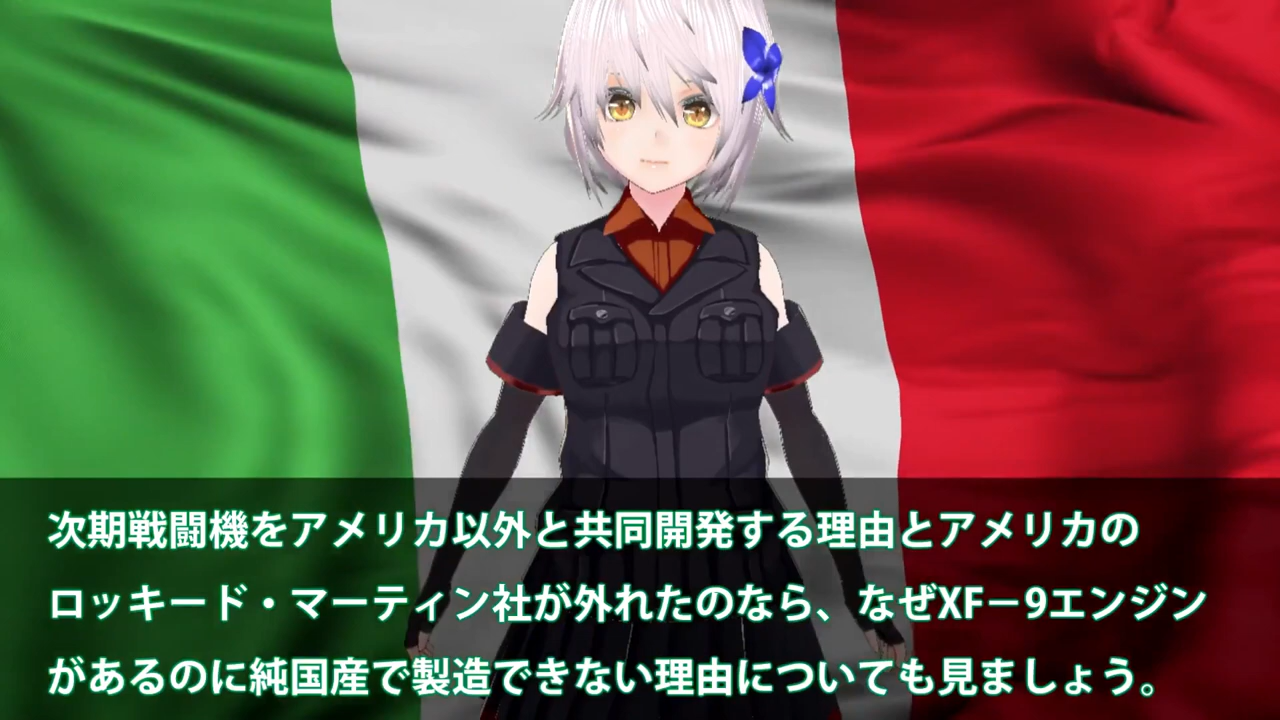 次期戦闘機をアメリカ以外と共同開発する理由とアメリカの
ロッキード・マーティン社が外れたのなら、なぜXF－9エンジン
があるのに純国産で製造できない理由についても見ましょう。